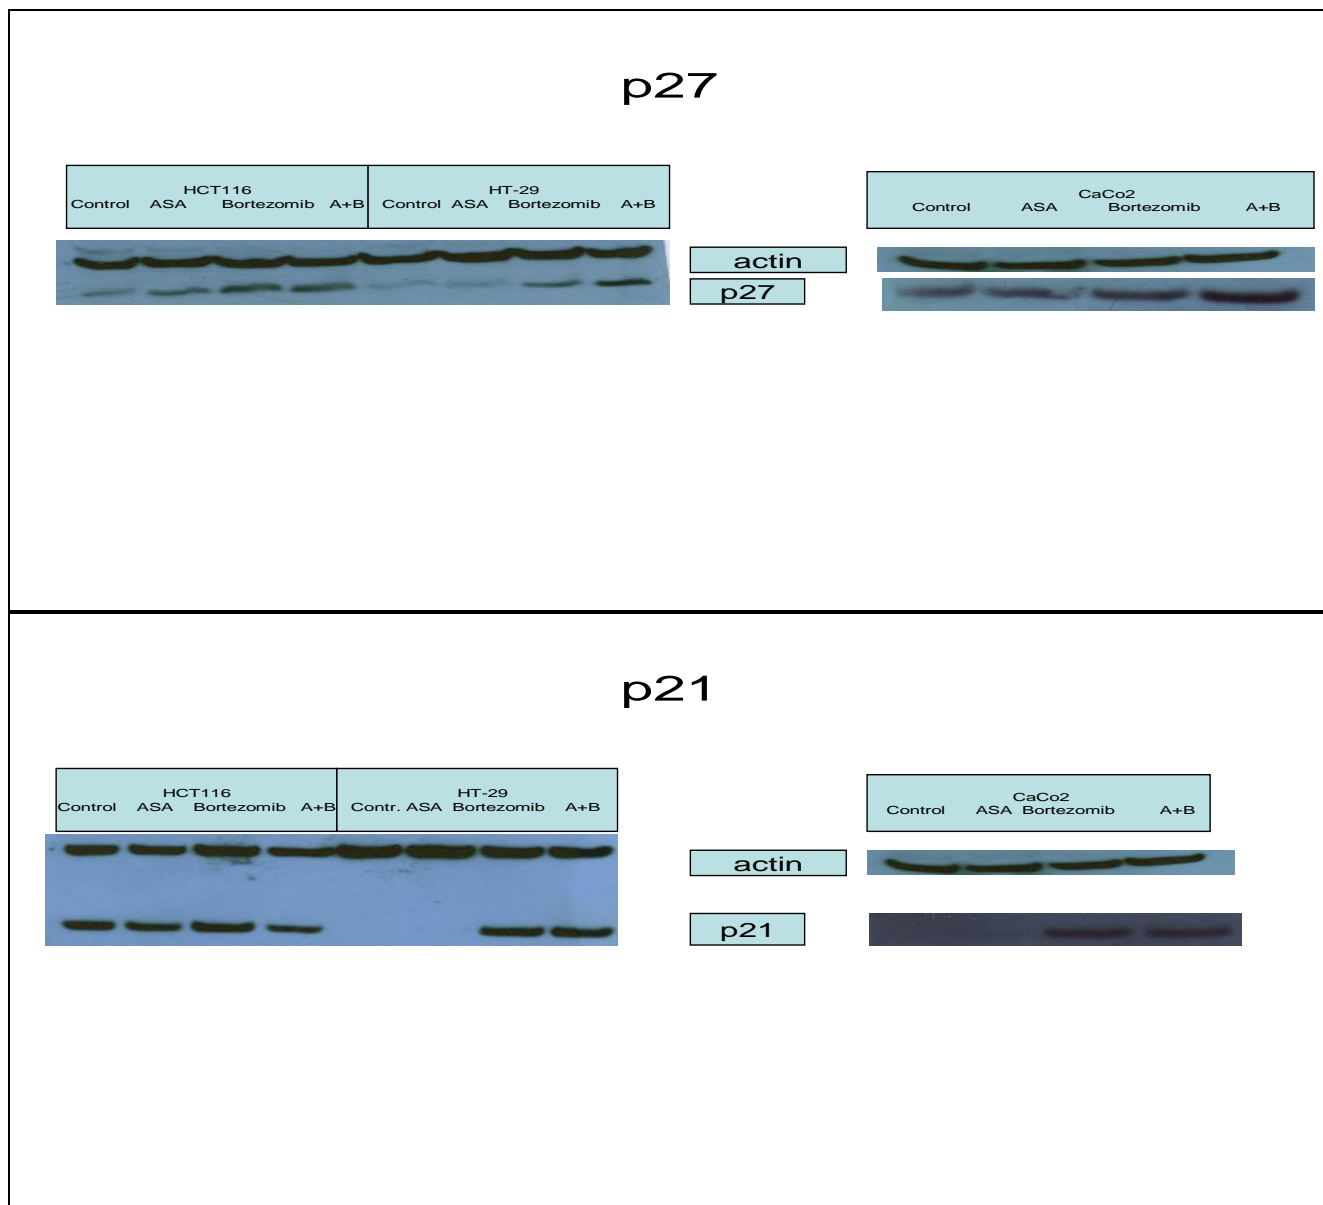 p27
HCT116
Control ASA Bortezomib A+B
HT-29
Control ASA Bortezomib A+B
CaCo2
Control ASA Bortezomib A+B
actin
p27
p21
HCT116
Control ASA Bortezomib A+B
HT-29
Contr. ASA Bortezomib A+B
CaCo2
Control ASA Bortezomib A+B
actin
p21